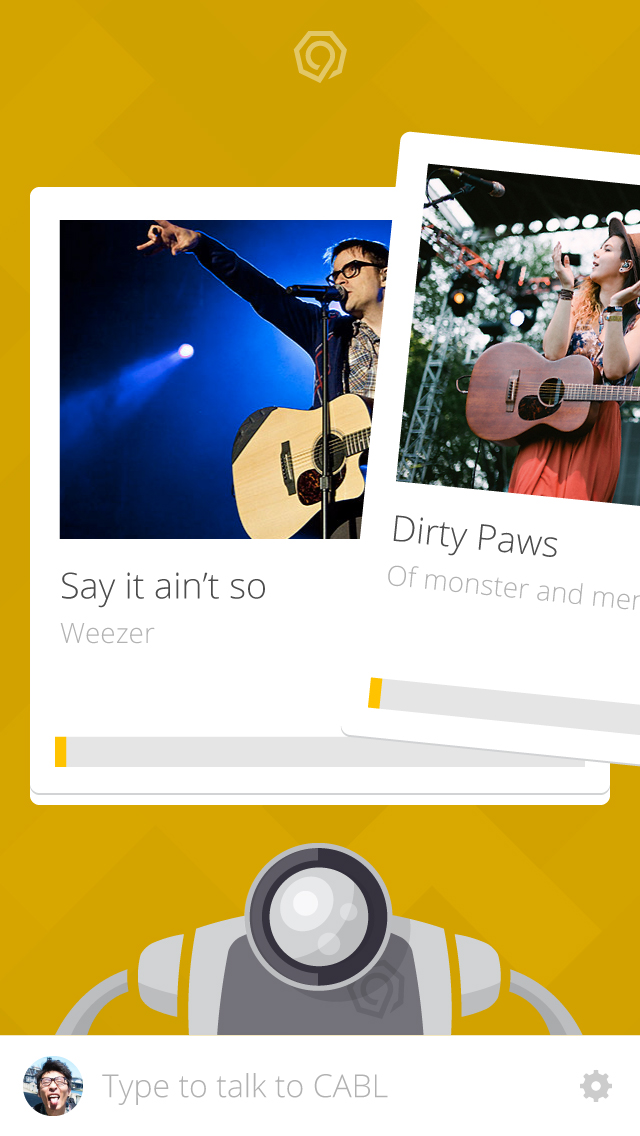 Say it ain't so
Weezer
Dirty Paws
Of monster and men
Type to talk to CABL